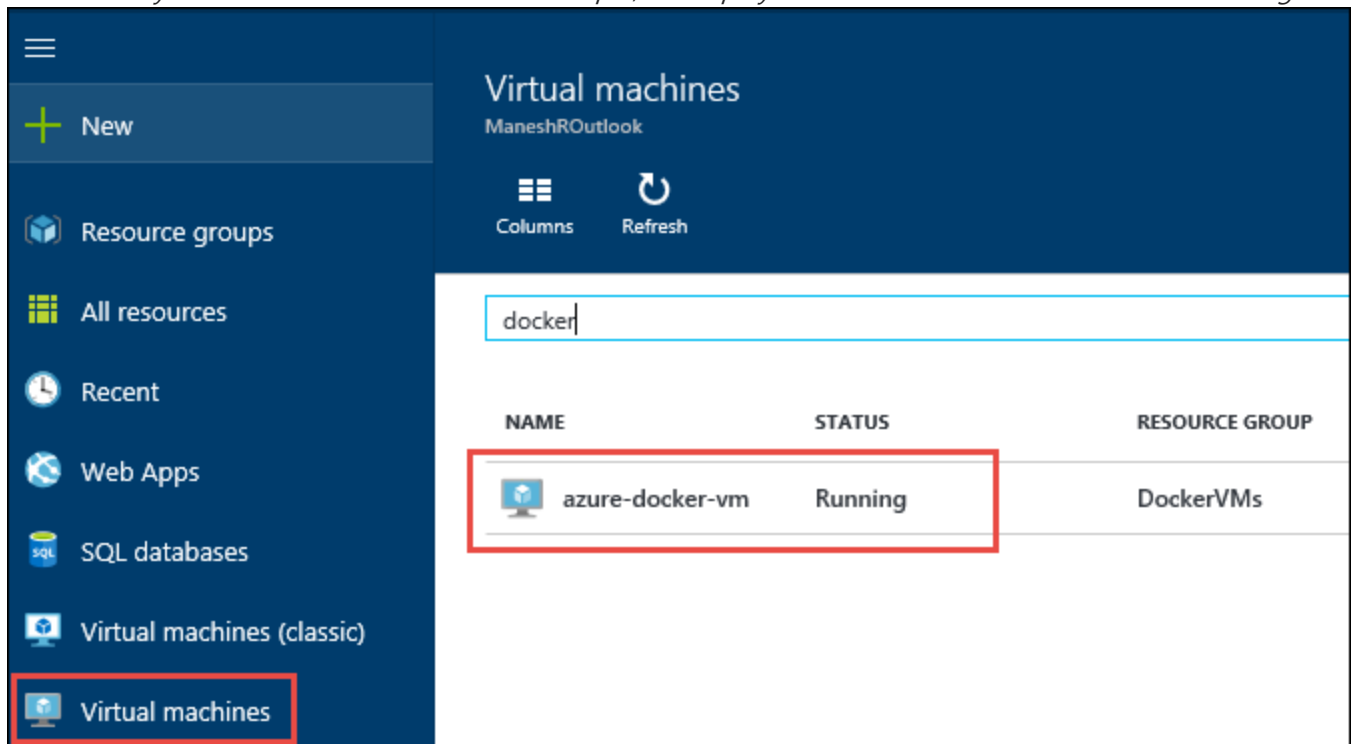 New
Resource groups
All resources
Recent
Web Apps
SQL databases
Virtual machines (classic)
Virtual machines
Virtual machines
ManeshROutlook
Columns Refresh
docker
NAME STATUS RESOURCE GROUP
azure-docker-vm Running DockerVMs